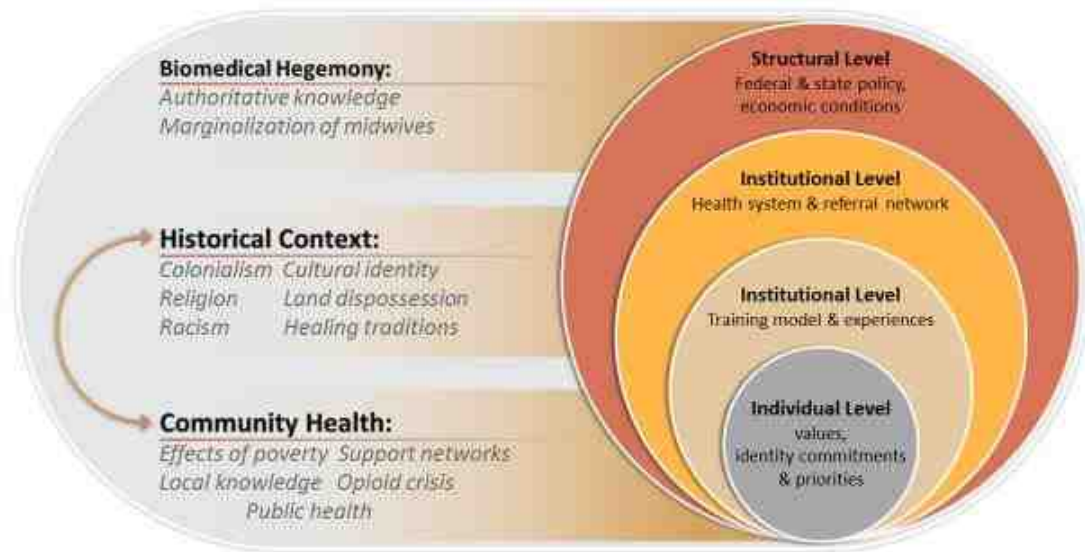 Biomedical Hegemony:
Authoritative knowledge
Marginalization of midwives
Historical Context:
Colonialism Cultural identity
Religion Land dispossession
Racism Healing traditions
Community Health:
Effects of poverty Support networks
Local knowledge Opioid crisis
Public health
Structural Level
Federal & state policy,
economic conditions
Institutional Level
Health system & referral network
Institutional Level
Training model & experiences
Individual Level
values,
identity commitments
& priorities